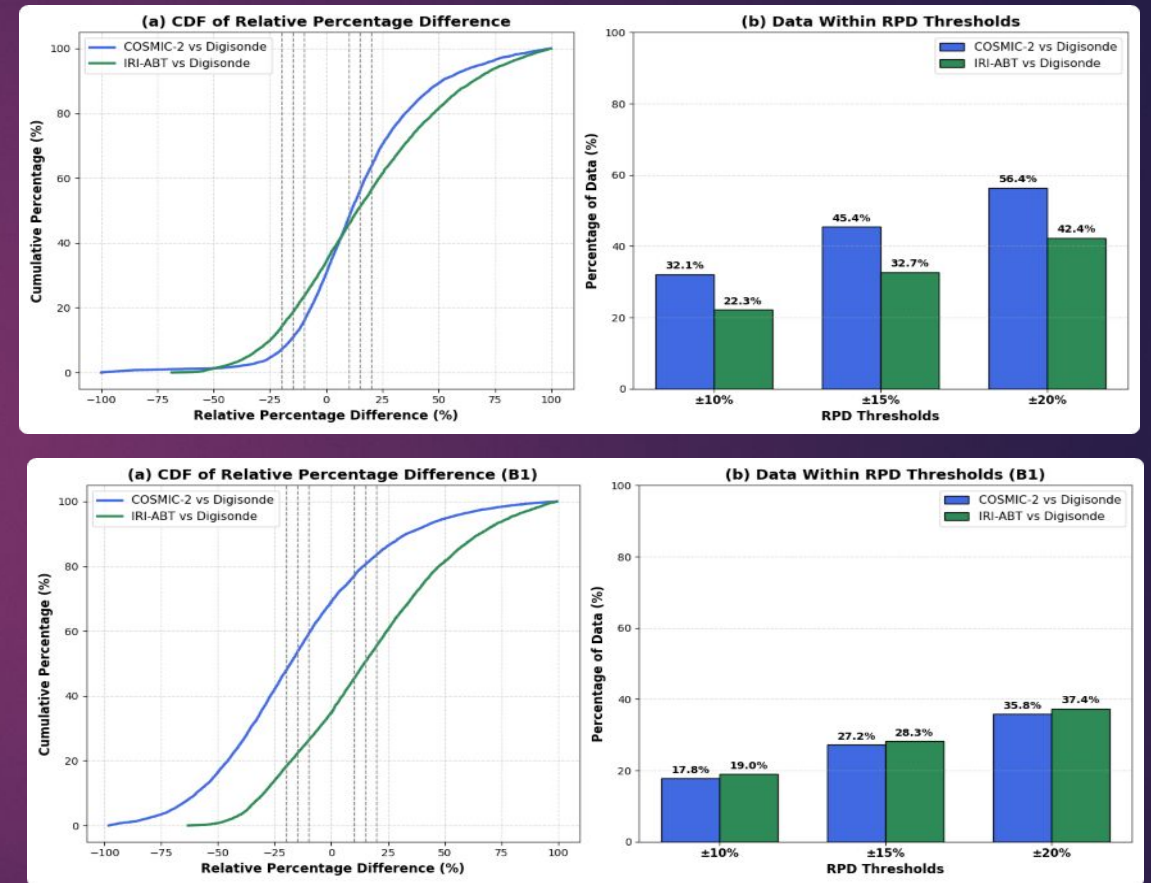 (a) CDF of Relative Percentage Difference
COSMIC-2 vs Digisonde
IRI-ABT vs Digisonde
100
80
60
40
20
0
−100 −75 −50 −25 0 25 50 75 100
Cumulative Percentage (%)
Relative Percentage Difference (%)
(b) Data Within RPD Thresholds
COSMIC-2 vs Digisonde
IRI-ABT vs Digisonde
100
80
60
40
20
0
32.1% 22.3% 45.4% 32.7% 56.4% 42.4%
±10% ±15% ±20%
Percentage of Data (%)
RPD Thresholds
(a) CDF of Relative Percentage Difference (B1)
COSMIC-2 vs Digisonde
IRI-ABT vs Digisonde
100
80
60
40
20
0
−100 −75 −50 −25 0 25 50 75 100
Cumulative Percentage (%)
Relative Percentage Difference (%)
(b) Data Within RPD Thresholds (B1)
COSMIC-2 vs Digisonde
IRI-ABT vs Digisonde
100
80
60
40
20
0
17.8% 19.0% 27.2% 28.3% 35.8% 37.4%
±10% ±15% ±20%
Percentage of Data (%)
RPD Thresholds